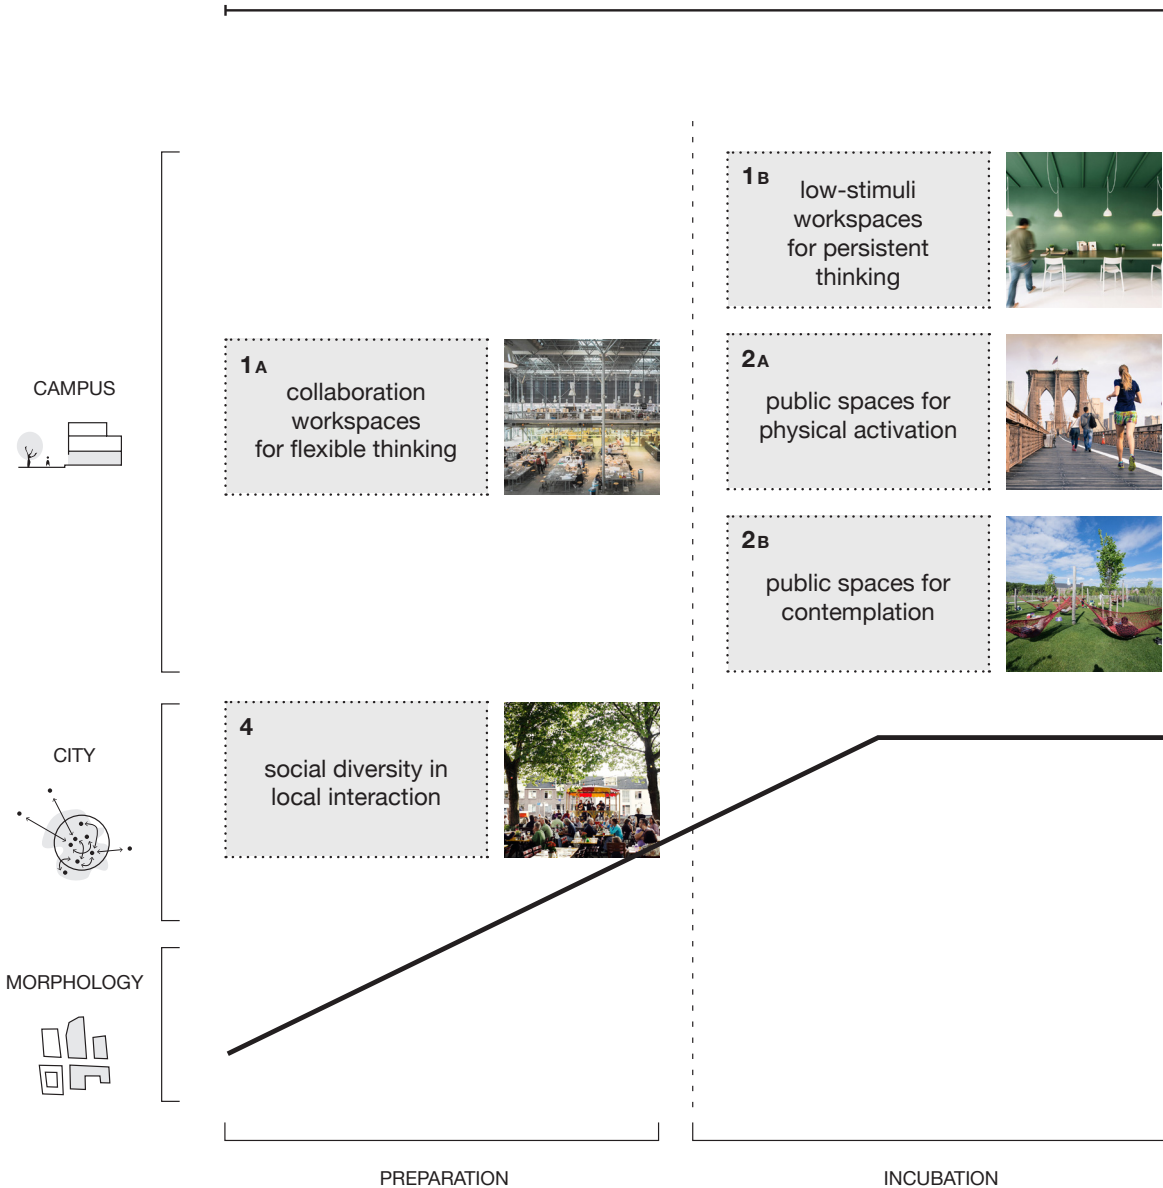 1B
low-stimuli
workspaces
for persistent
thinking
CAMPUS
1A
collaboration
workspaces
for flexible thinking
2A
public spaces for
physical activation
2B
public spaces for
contemplation
CITY
4
social diversity in
local interaction
MORPHOLOGY
PREPARATION
INCUBATION